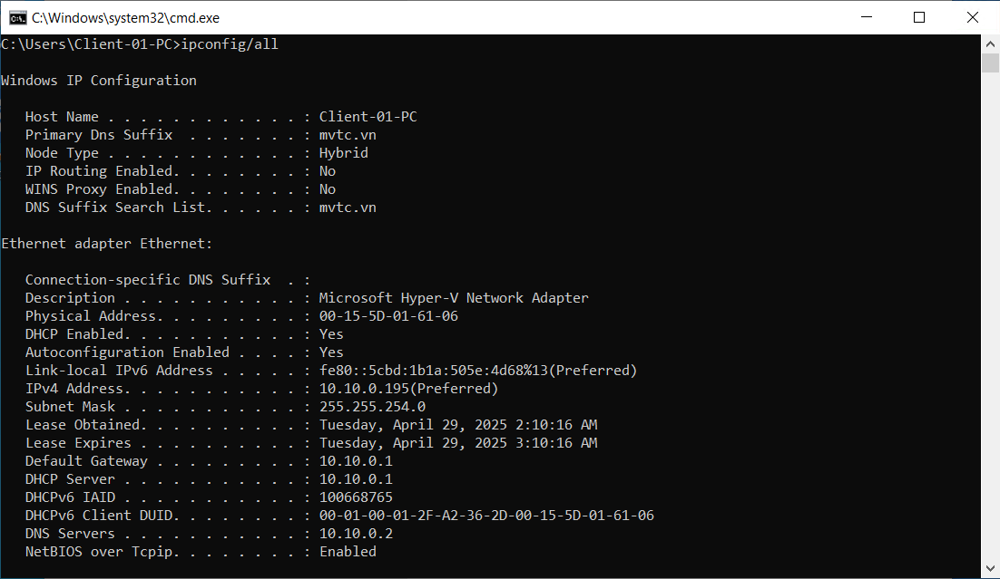 C:\Windows\system32\cmd.exe
C:\Users\Client-01-PC>ipconfig/all
Windows IP Configuration
Host Name . . . . . . . . . . . . : Client-01-PC
Primary Dns Suffix  . . . . . . . : mvtc.vn
Node Type . . . . . . . . . . . . : Hybrid
IP Routing Enabled. . . . . . . . : No
WINS Proxy Enabled. . . . . . . . : No
DNS Suffix Search List. . . . . . : mvtc.vn
Ethernet adapter Ethernet:
Connection-specific DNS Suffix  . :
Description . . . . . . . . . . . : Microsoft Hyper-V Network Adapter
Physical Address. . . . . . . . . : 00-15-5D-01-61-06
DHCP Enabled. . . . . . . . . . . : Yes
Autoconfiguration Enabled . . . . : Yes
Link-local IPv6 Address . . . . . : fe80::5cbd:1b1a:505e:4d68%13(Preferred)
IPv4 Address. . . . . . . . . . . : 10.10.0.195(Preferred)
Subnet Mask . . . . . . . . . . . : 255.255.254.0
Lease Obtained. . . . . . . . . . : Tuesday, April 29, 2025 2:10:16 AM
Lease Expires . . . . . . . . . . : Tuesday, April 29, 2025 3:10:16 AM
Default Gateway . . . . . . . . . : 10.10.0.1
DHCP Server . . . . . . . . . . . : 10.10.0.1
DHCPv6 IAID . . . . . . . . . . . : 100668765
DHCPv6 Client DUID. . . . . . . . : 00-01-00-01-2F-A2-36-2D-00-15-5D-01-61-06
DNS Servers . . . . . . . . . . . : 10.10.0.2
NetBIOS over Tcpip. . . . . . . . : Enabled